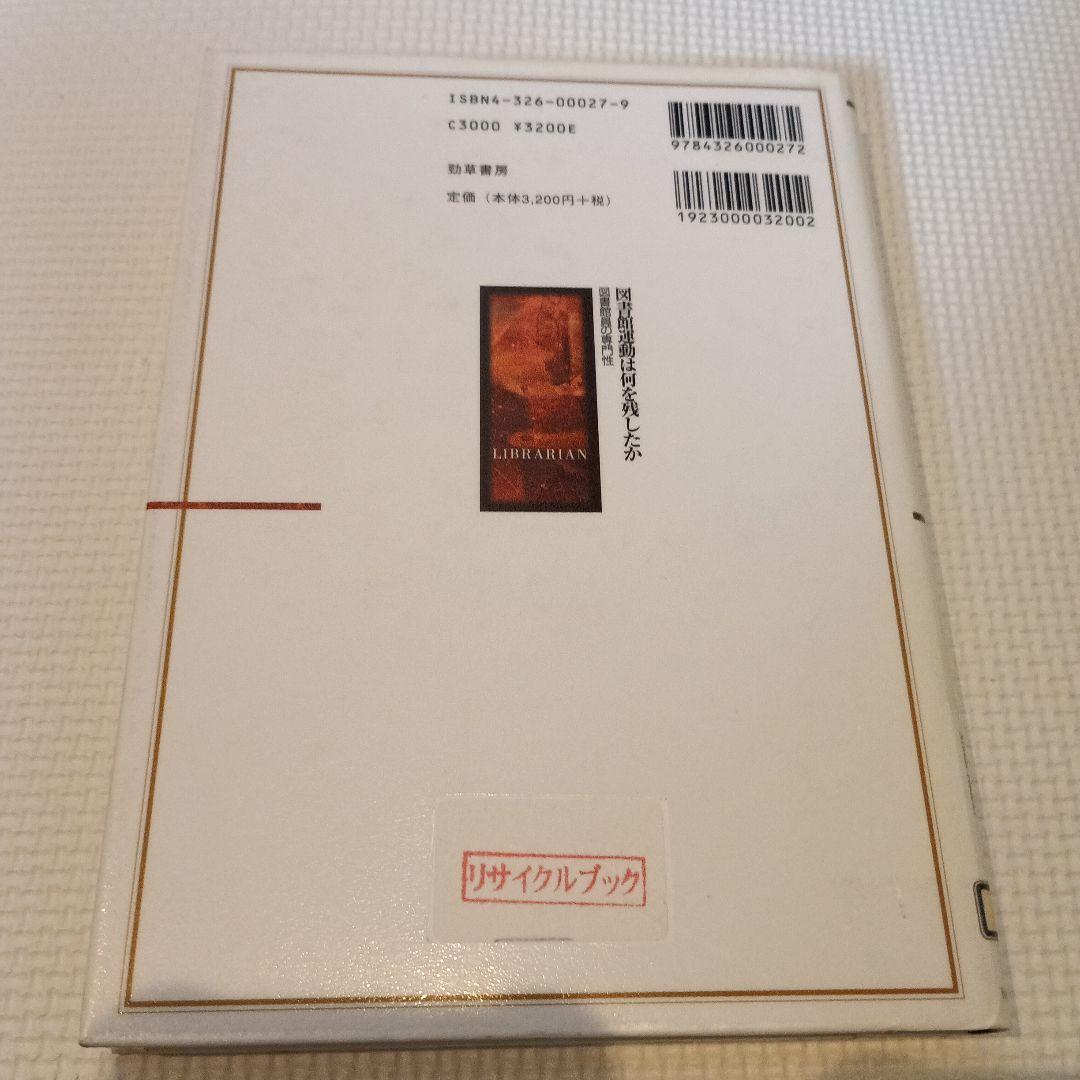 ISBN4-326-00027-9
C3000 ¥3200E
9784326000272
勁草書房
定価（本体3,200円＋税）
1923000032002
図書館運動は何を残したか
図書館員の専門性
LIBRARIAN
リサイクルブック